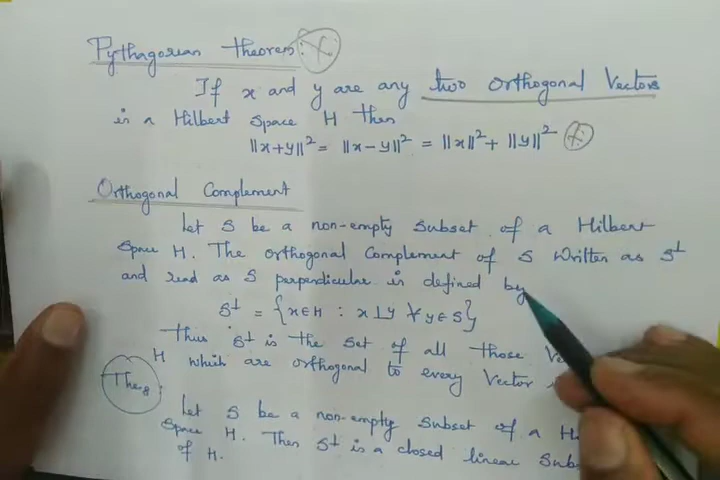 Pythagorian theorem:
If x and y are any two orthogonal Vectors
in a Hilbert Space H then
||x+y||² = ||x-y||² = ||x||² + ||y||²
Orthogonal Complement
Let S be a non-empty Subset of a Hilbert
Space H. The orthogonal Complement of S Written as S⊥
and read as S perpendicular is defined by
S⊥ = {x∈H : x⊥y ∀ y∈S}
Thus S⊥ is the set of all those
H which are orthogonal to every Vector
Let S be a non-empty Subset of a
Space H. Then S⊥ is a closed linear
of H.